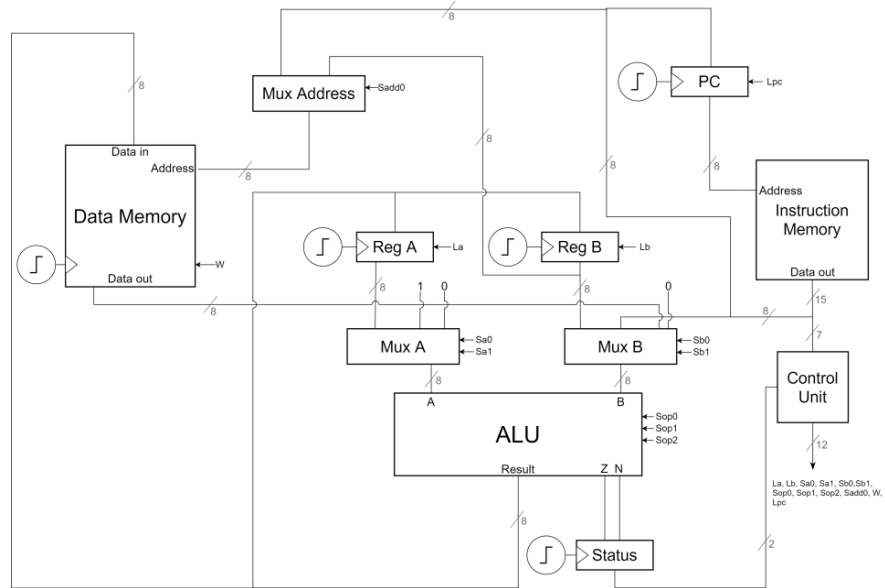 8
8
Mux Address
Sadd0
PC
Lpc
Data in
Address
8
8
8
8
Data Memory
Address
Instruction
Memory
Reg A
La
Reg B
Lb
W
Data out
Data out
8
8
8
1
0
0
15
8
7
Mux A
Sa0
Sa1
Mux B
Sb0
Sb1
8
8
Control
Unit
A
B
Sop0
Sop1
Sop2
ALU
12
Result
Z
N
La, Lb, Sa0, Sa1, Sb0,Sb1,
Sop0, Sop1, Sop2, Sadd0, W,
Lpc
8
Status
2